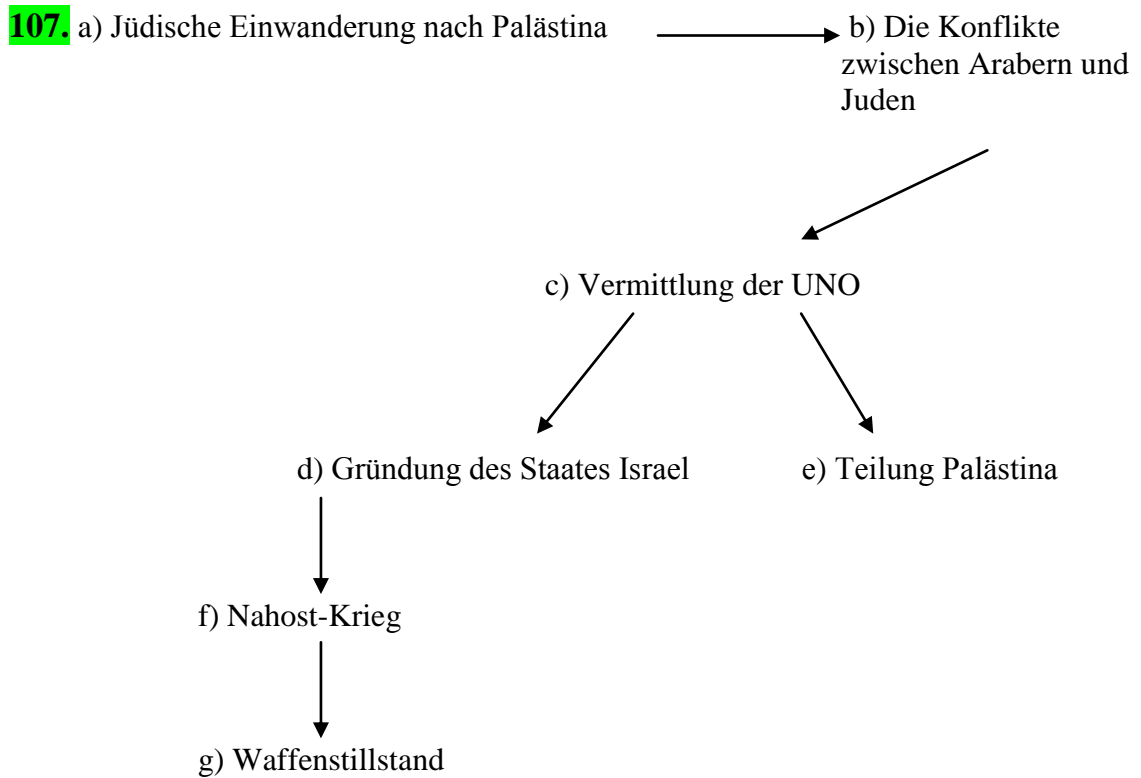 107. a) Jüdische Einwanderung nach Palästina b) Die Konflikte
zwischen Arabern und
Juden
c) Vermittlung der UNO
d) Gründung des Staates Israel e) Teilung Palästina
f) Nahost-Krieg
g) Waffenstillstand